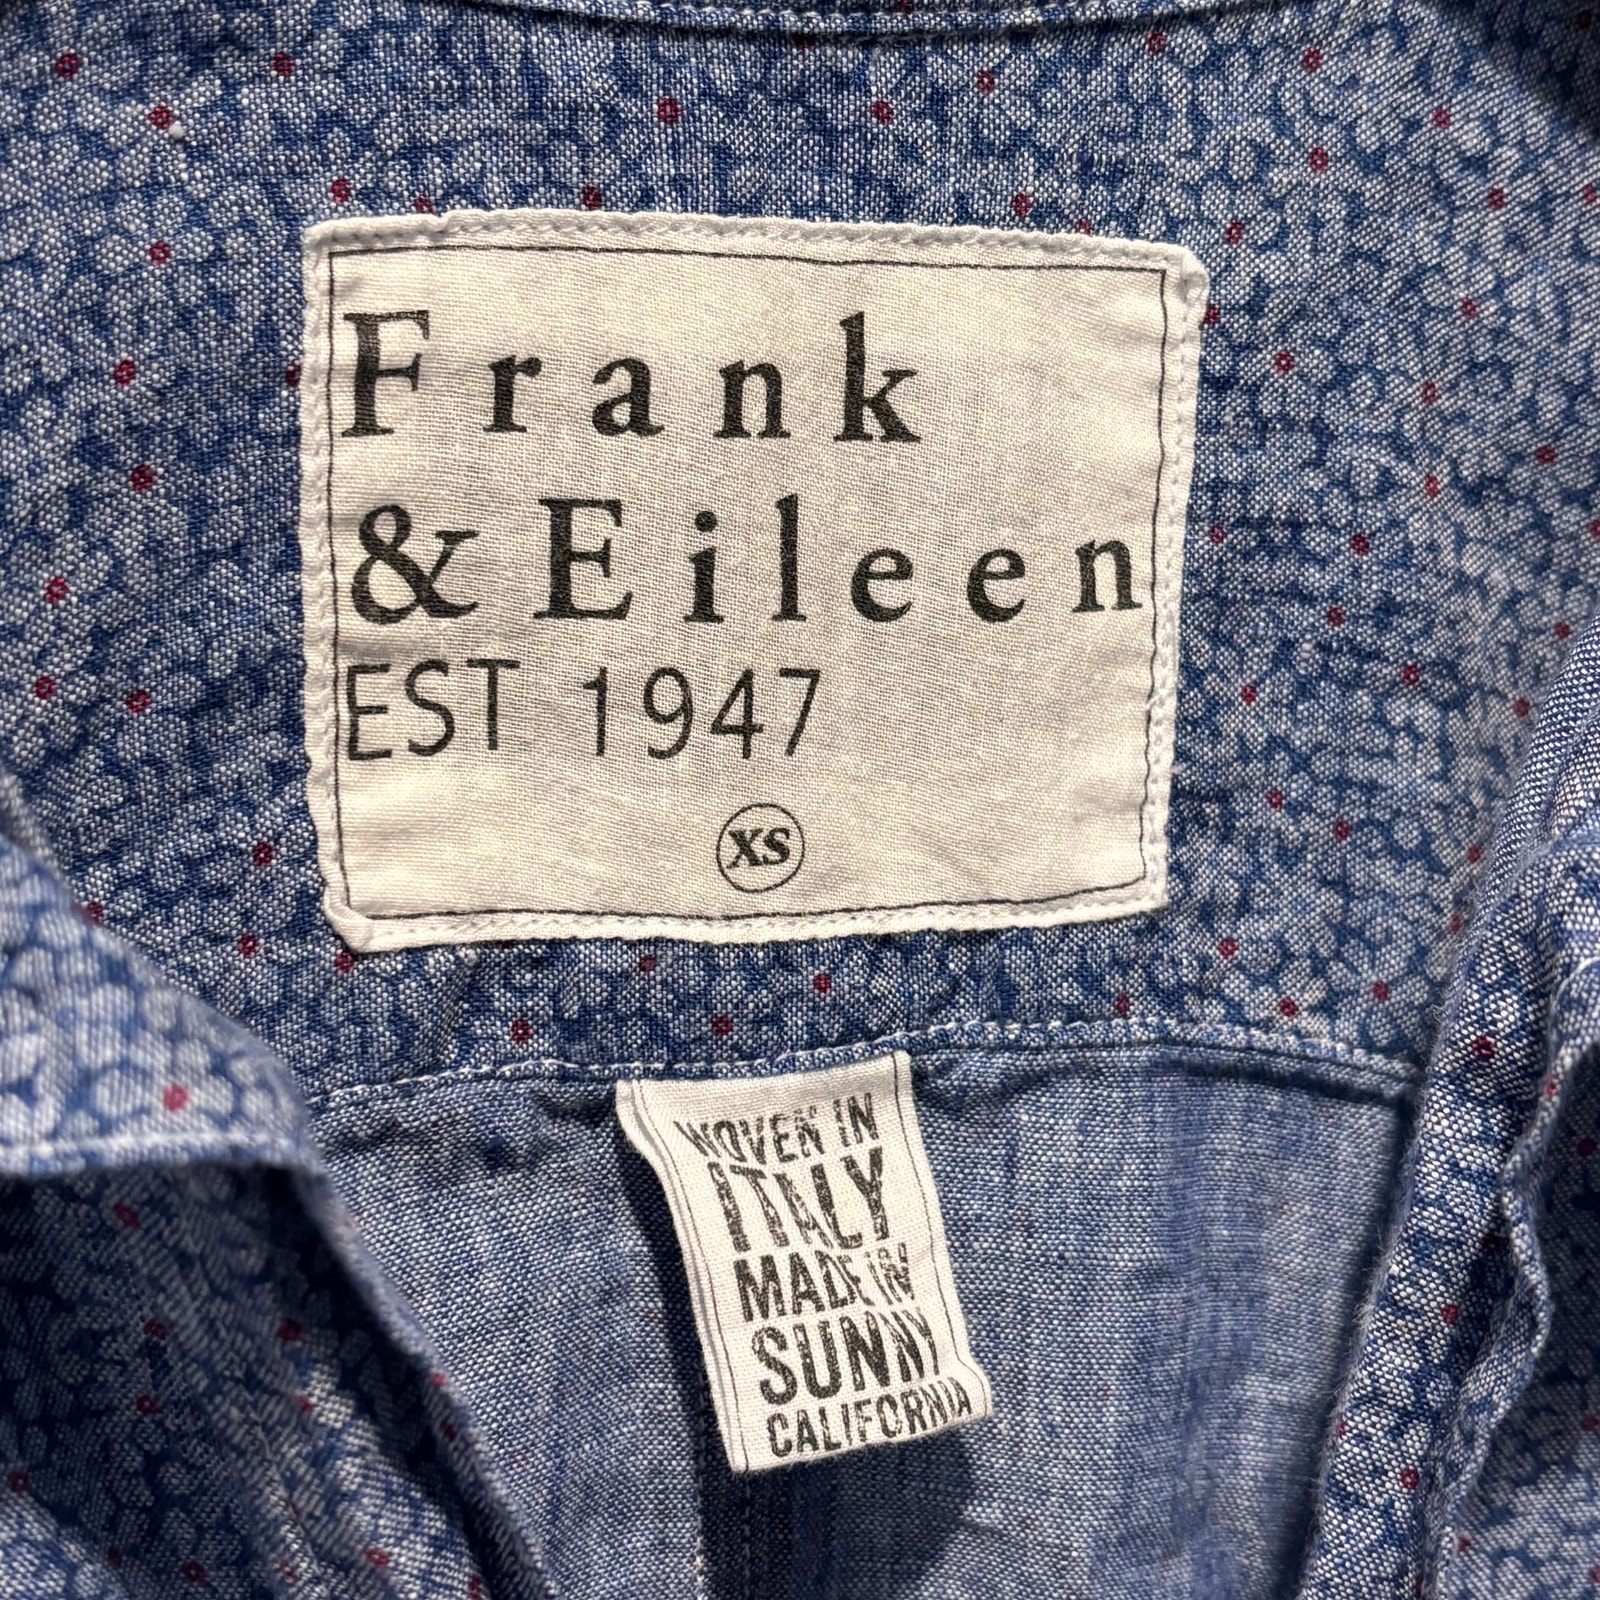 Frank
& Eileen
EST 1947
XS
WOVEN IN
ITALY
MADE IN
SUNNY
CALIFORNIA